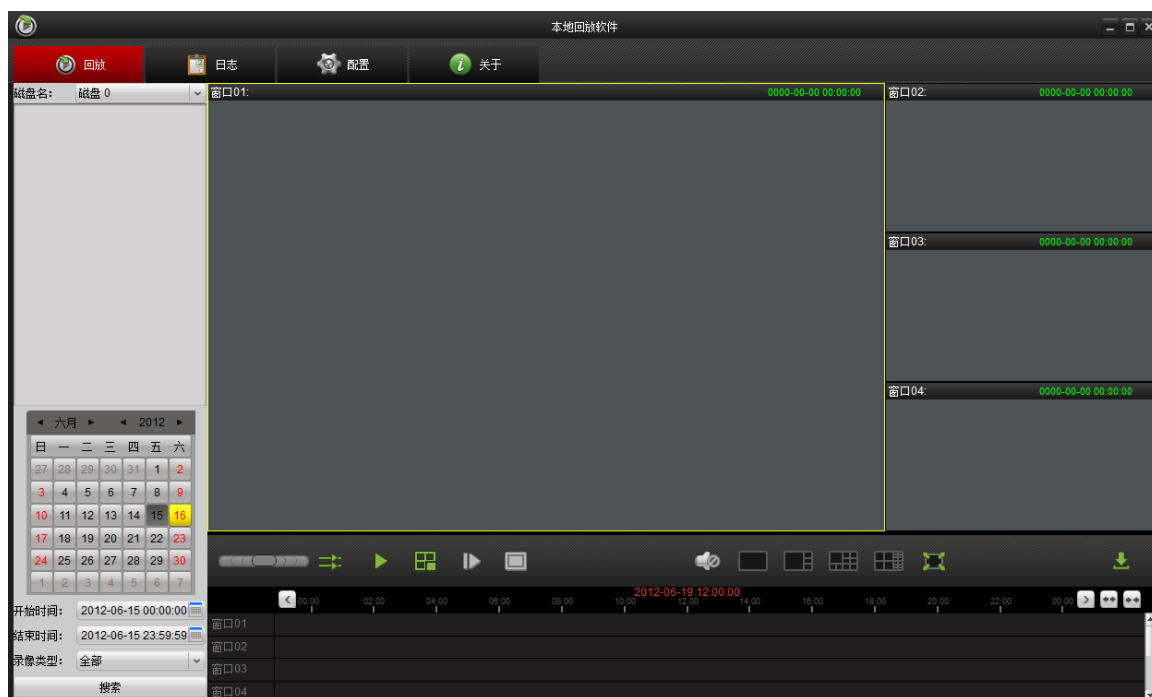 本地回放软件
回放 日志 配置 关于
磁盘名: 磁盘 0
窗口01: 0000-00-00 00:00:00
窗口02: 0000-00-00 00:00:00
窗口03: 0000-00-00 00:00:00
窗口04: 0000-00-00 00:00:00
六月 2012
日 一 二 三 四 五 六
27 28 29 30 31 1 2
3 4 5 6 7 8 9
10 11 12 13 14 15 16
17 18 19 20 21 22 23
24 25 26 27 28 29 30
1 2 3 4 5 6 7
开始时间: 2012-06-15 00:00:00
结束时间: 2012-06-15 23:59:59
录像类型: 全部
搜索
2012-06-19 12:00:00
00:00 02:00 04:00 06:00 08:00 10:00 12:00 14:00 16:00 18:00 20:00 22:00 00:00
窗口01
窗口02
窗口03
窗口04